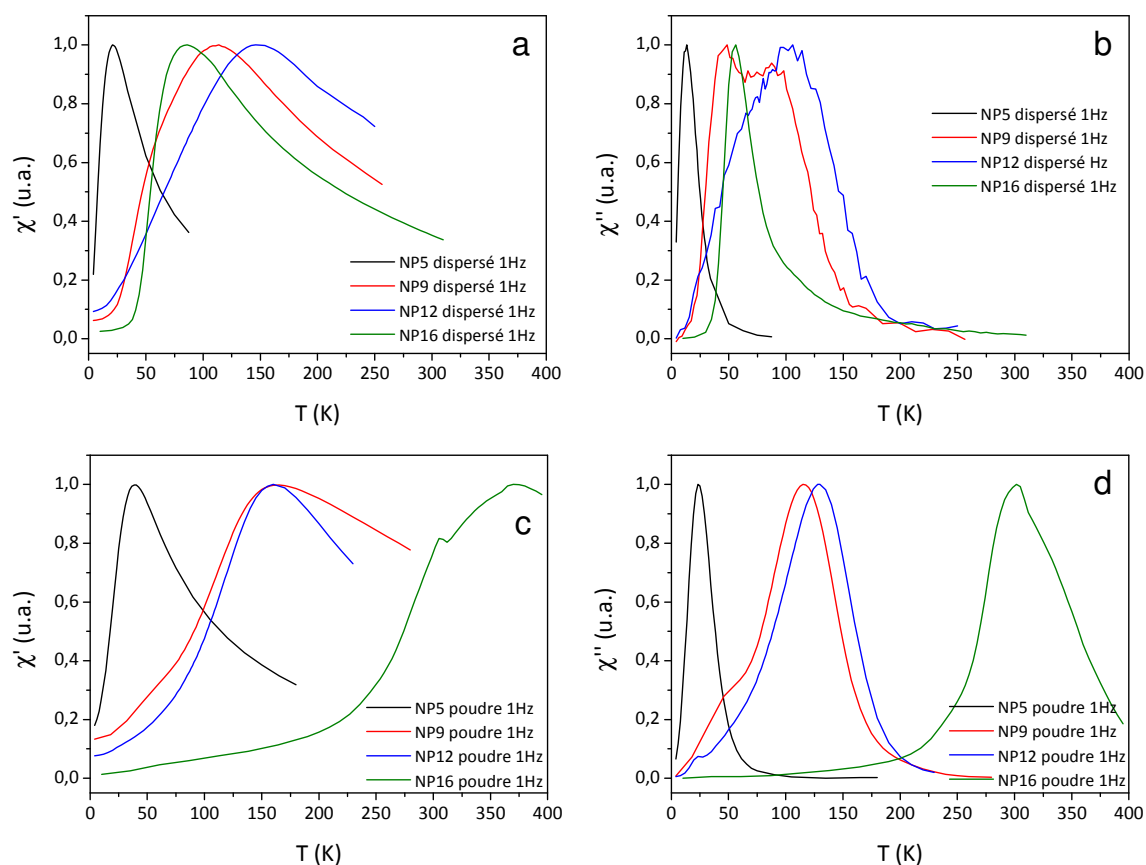 a
1,0
0,8
0,6
0,4
0,2
0,0
χ' (u.a.)
NP5 dispersé 1Hz
NP9 dispersé 1Hz
NP12 dispersé 1Hz
NP16 dispersé 1Hz
0 50 100 150 200 250 300 350 400
T (K)
b
1,0
0,8
0,6
0,4
0,2
0,0
χ'' (u.a.)
NP5 dispersé 1Hz
NP9 dispersé 1Hz
NP12 dispersé Hz
NP16 dispersé 1Hz
0 50 100 150 200 250 300 350 400
T (K)
c
1,0
0,8
0,6
0,4
0,2
0,0
χ' (u.a.)
NP5 poudre 1Hz
NP9 poudre 1Hz
NP12 poudre 1Hz
NP16 poudre 1Hz
0 50 100 150 200 250 300 350 400
T (K)
d
1,0
0,8
0,6
0,4
0,2
0,0
χ'' (u.a.)
NP5 poudre 1Hz
NP9 poudre 1Hz
NP12 poudre 1Hz
NP16 poudre 1Hz
0 50 100 150 200 250 300 350 400
T (K)